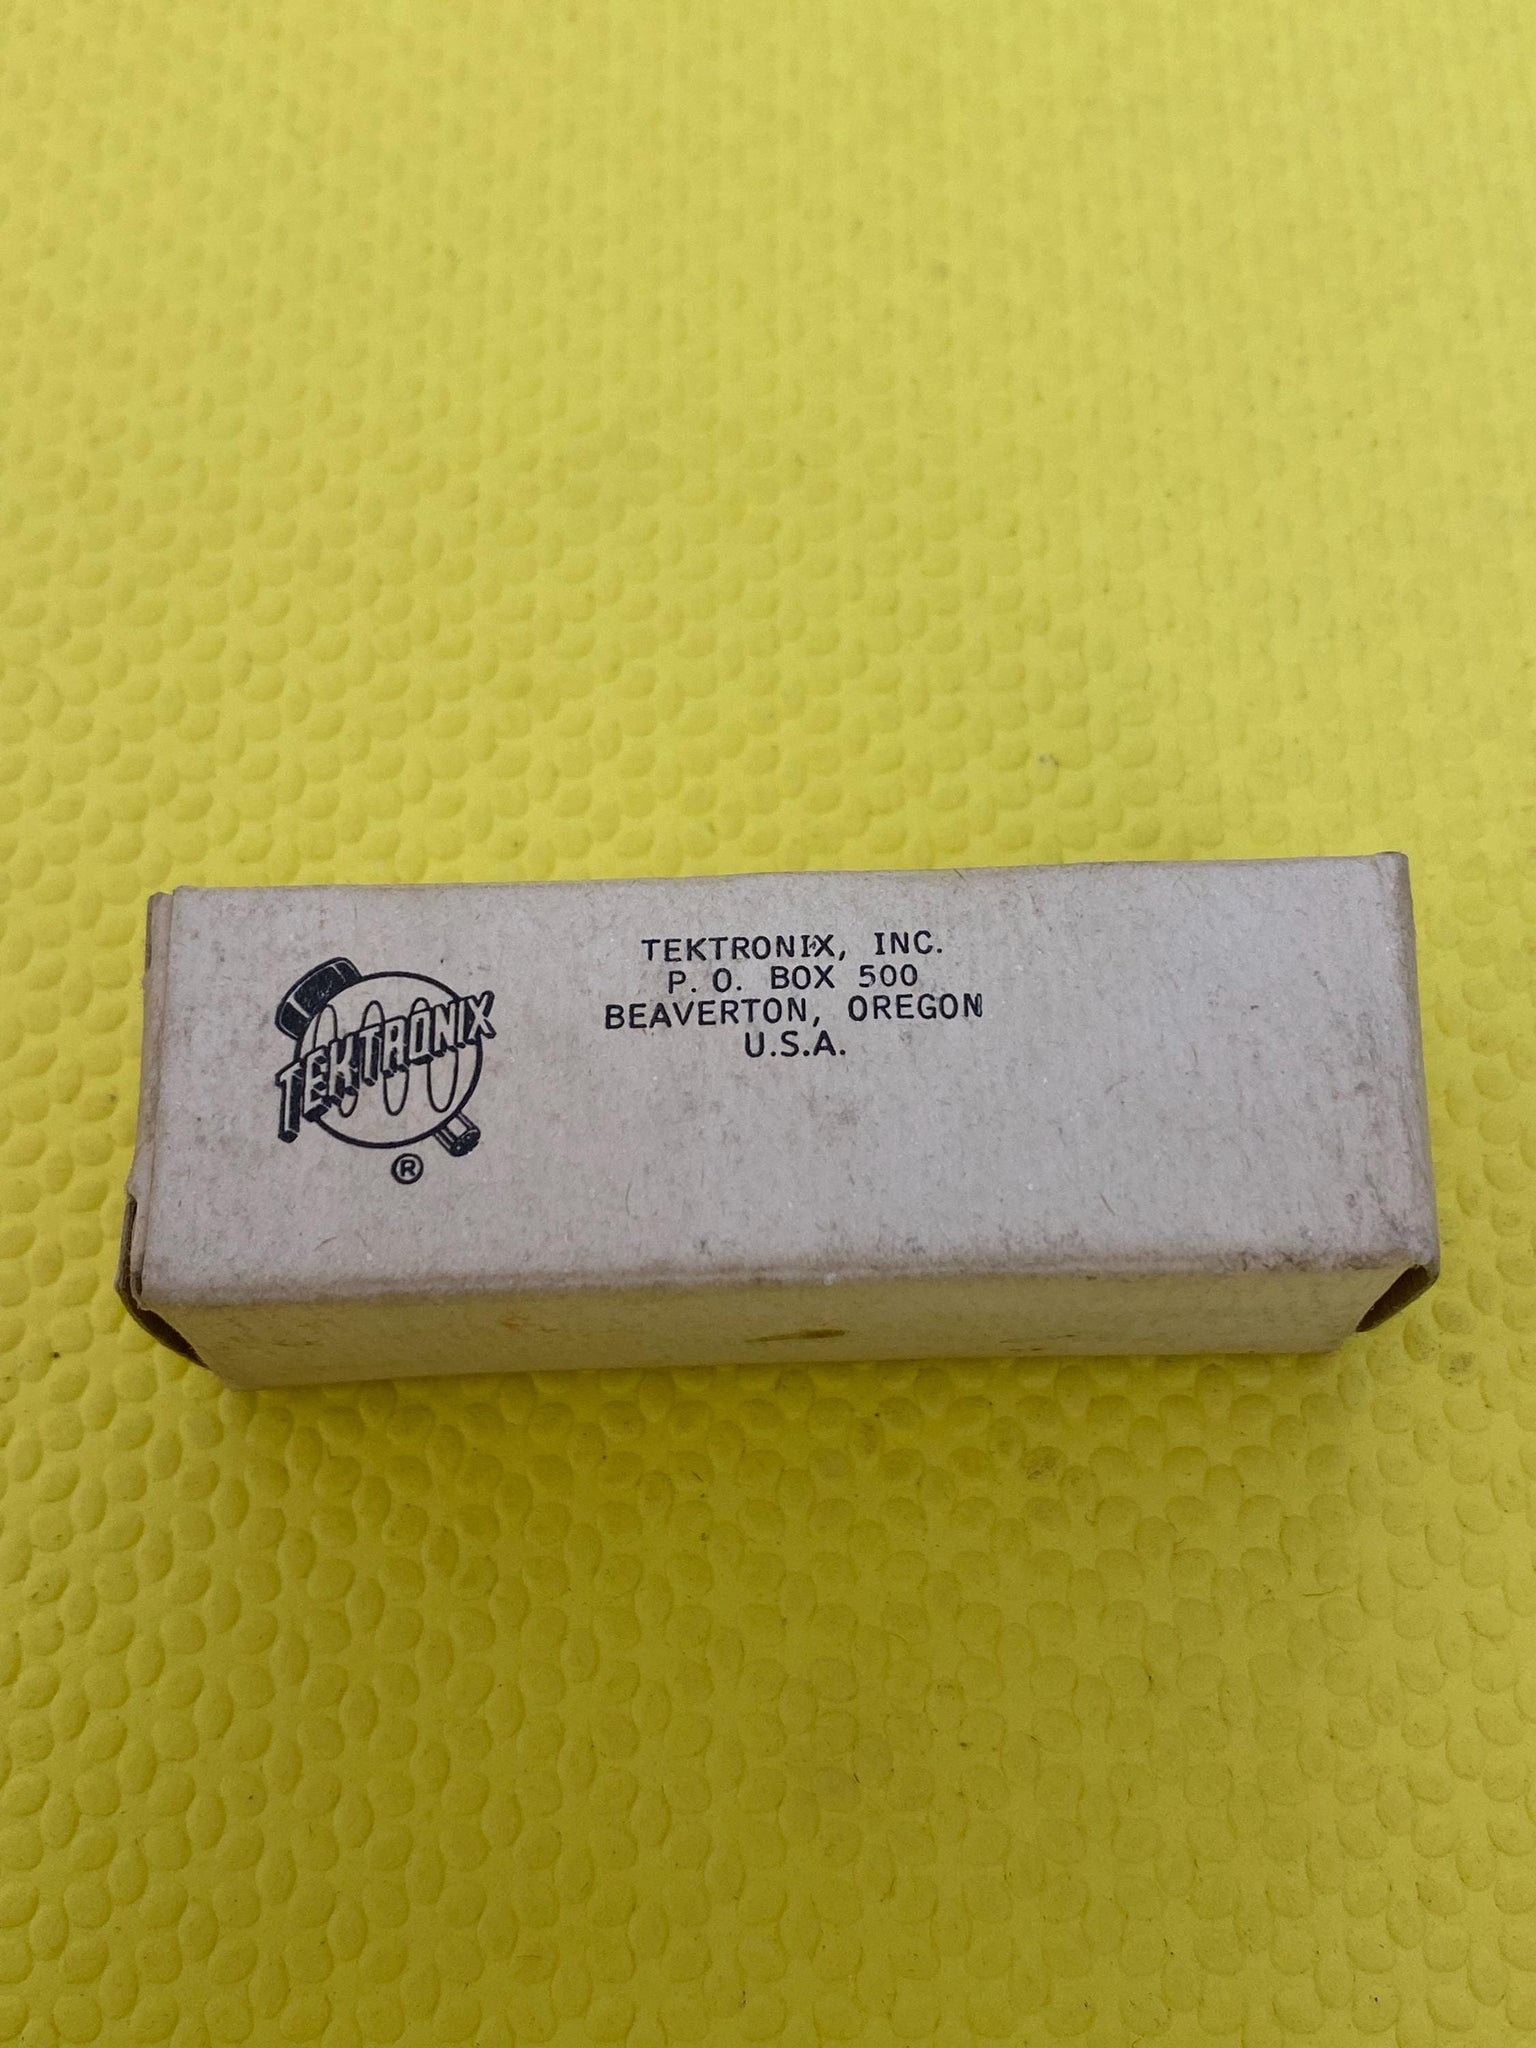 TEKTRONIX
®
TEKTRONIX, INC.
P. O. BOX 500
BEAVERTON, OREGON
U.S.A.